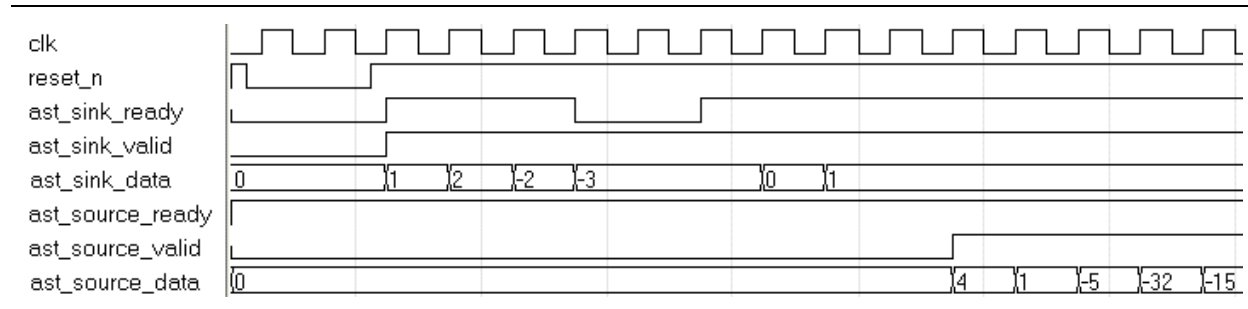 clk
reset_n
ast_sink_ready
ast_sink_valid
ast_sink_data 0 1 2 -2 -3 0 1
ast_source_ready
ast_source_valid
ast_source_data 0 4 1 -5 -32 -15